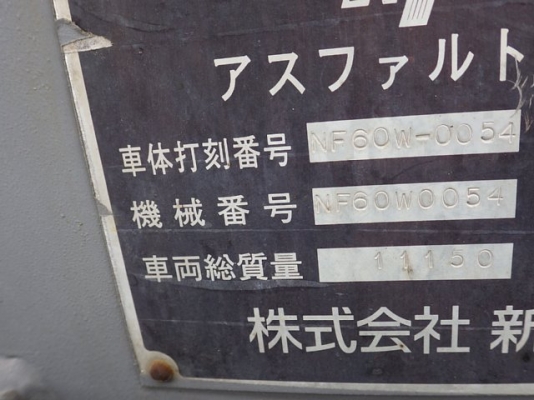 アスファルト
車体打刻番号 NF60W-0054
機械番号 NF60W0054
車両総質量 11150
株式会社 新